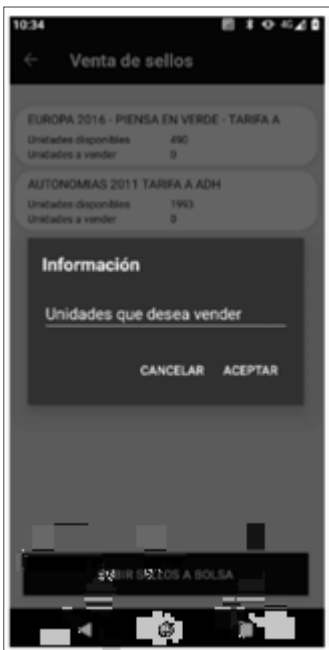 10:34
Venta de sellos
EUROPA 2016 - PIENSA EN VERDE - TARIFA A
Unidades disponibles 490
Unidades a vender 0
AUTONOMIAS 2011 TARIFA A ADH
Unidades disponibles 1993
Unidades a vender 0
Información
Unidades que desea vender
CANCELAR ACEPTAR
A BOLSA